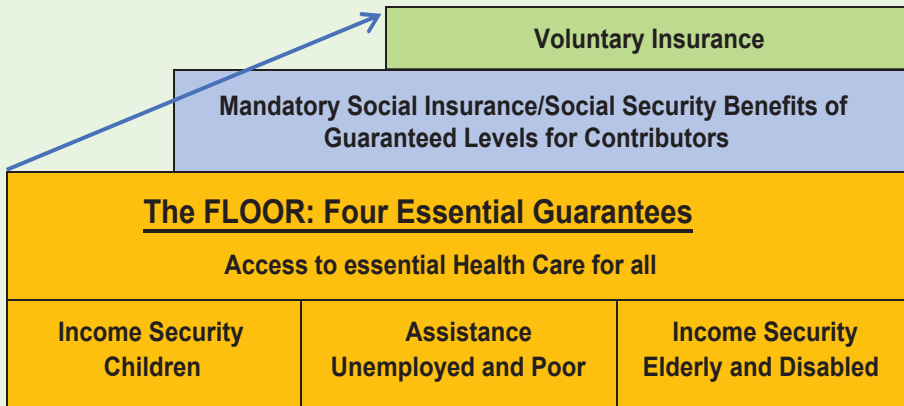 Voluntary Insurance
Mandatory Social Insurance/Social Security Benefits of
Guaranteed Levels for Contributors
The FLOOR: Four Essential Guarantees
Access to essential Health Care for all
Income Security
Children
Assistance
Unemployed and Poor
Income Security
Elderly and Disabled